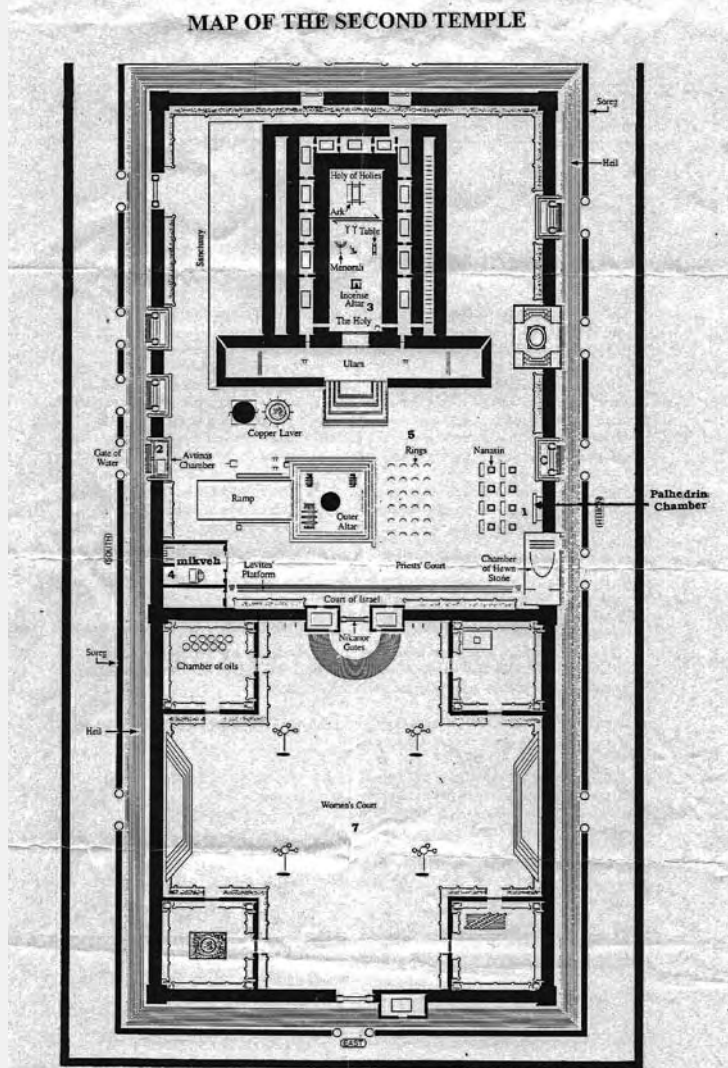 MAP OF THE SECOND TEMPLE
Soreg
Heil
Holy of Holies
Ark
Table
Sanctuary
Menorah
Incense
Altar
3
The Holy
Ulam
Copper Laver
5
Rings
Nanasin
Gate of
Water
2
Avtinas
Chamber
Ramp
Outer
Altar
1
Palhedrin
Chamber
(NORTH)
(SOUTH)
mikveh
4
Levites'
Platform
Priests' Court
Chamber
of Hewn
Stone
Court of Israel
Nikanor
Gates
Soreg
Chamber of oils
Heil
Women's Court
7
(EAST)